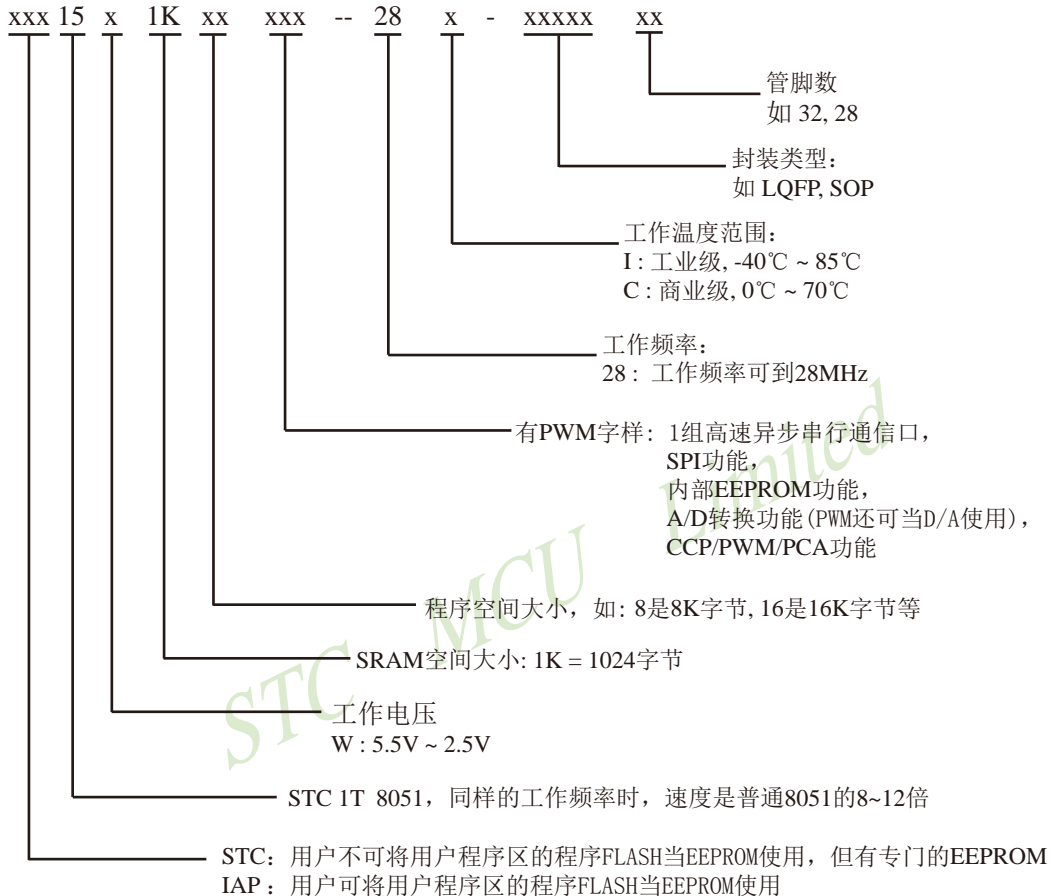 xxx 15 x 1K xx xxx -- 28 x - xxxxx xx
管脚数
如 32, 28
封装类型：
如 LQFP, SOP
工作温度范围：
I : 工业级, -40℃ ~ 85℃
C : 商业级, 0℃ ~ 70℃
工作频率：
28 : 工作频率可到28MHz
有PWM字样：1组高速异步串行通信口，
SPI功能，
内部EEPROM功能，
A/D转换功能(PWM还可当D/A使用)，
CCP/PWM/PCA功能
程序空间大小，如: 8是8K字节, 16是16K字节等
SRAM空间大小: 1K = 1024字节
工作电压
W : 5.5V ~ 2.5V
STC 1T 8051，同样的工作频率时，速度是普通8051的8~12倍
STC：用户不可将用户程序区的程序FLASH当EEPROM使用，但有专门的EEPROM
IAP：用户可将用户程序区的程序FLASH当EEPROM使用
STC MCU Limited